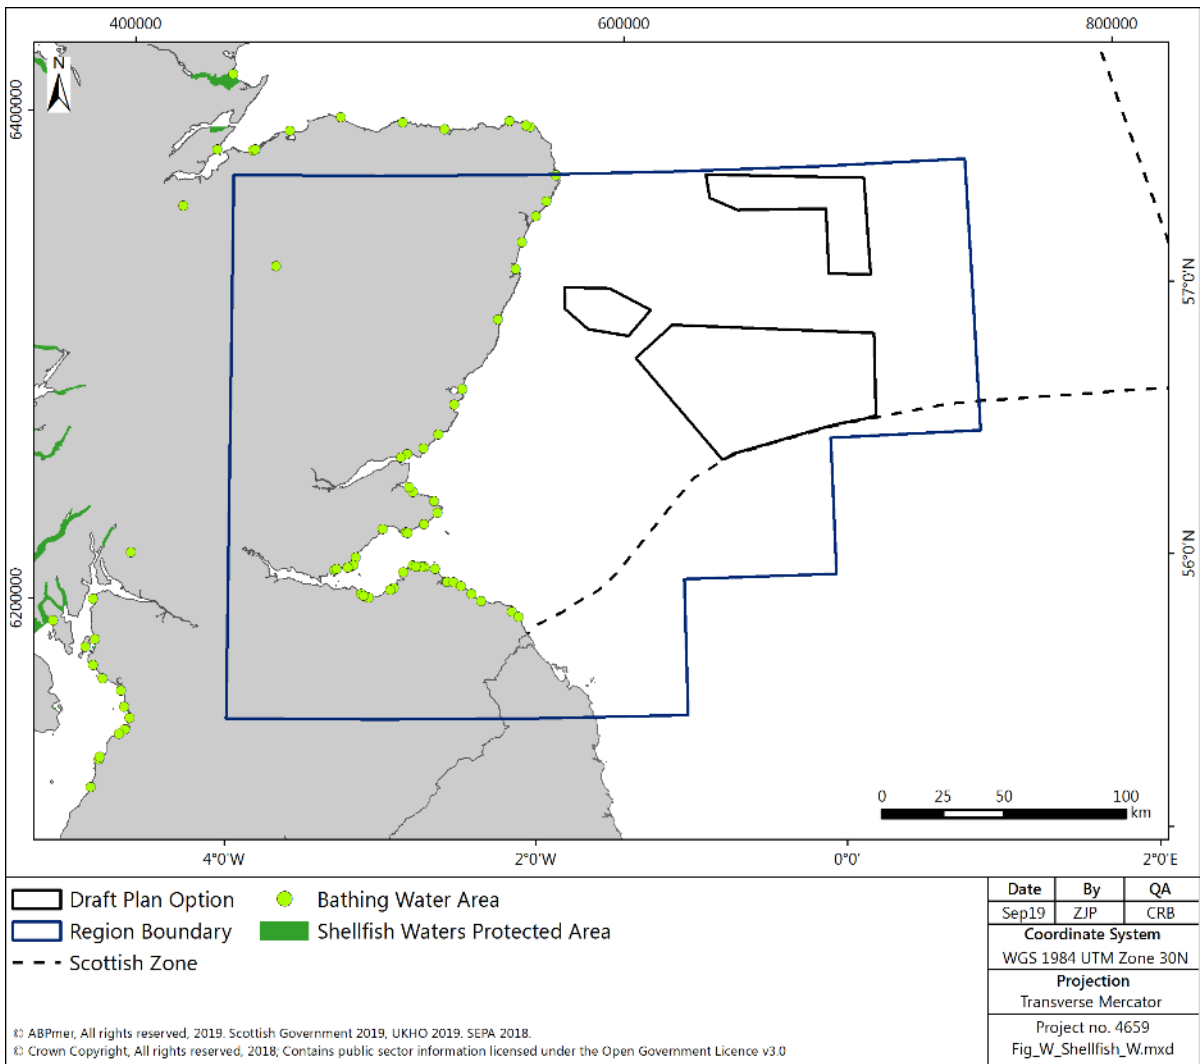 400000
600000
800000
N
6400000
57°0'N
56°0'N
6200000
0 25 50 100
km
4°0'W
2°0'W
0°0'
2°0'E
Draft Plan Option
Bathing Water Area
Region Boundary
Shellfish Waters Protected Area
Scottish Zone
Date By QA
Sep19 ZJP CRB
Coordinate System
WGS 1984 UTM Zone 30N
Projection
Transverse Mercator
Project no. 4659
Fig_W_Shellfish_W.mxd
© ABPmer, All rights reserved, 2019. Scottish Government 2019, UKHO 2019. SEPA 2018.
© Crown Copyright, All rights reserved, 2018; Contains public sector information licensed under the Open Government Licence v3.0